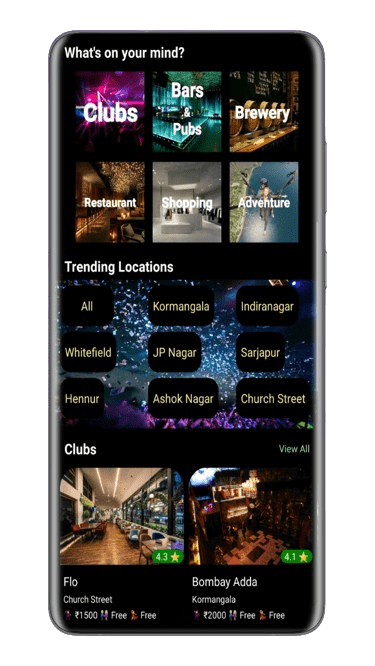 What's on your mind?
Clubs
Bars
&
Pubs
Brewery
Restaurant
Shopping
Adventure
Trending Locations
All
Kormangala
Indiranagar
Whitefield
JP Nagar
Sarjapur
Hennur
Ashok Nagar
Church Street
Clubs
View All
4.3
4.1
Flo
Bombay Adda
Church Street
Kormangala
₹1500 Free Free
₹2000 Free Free